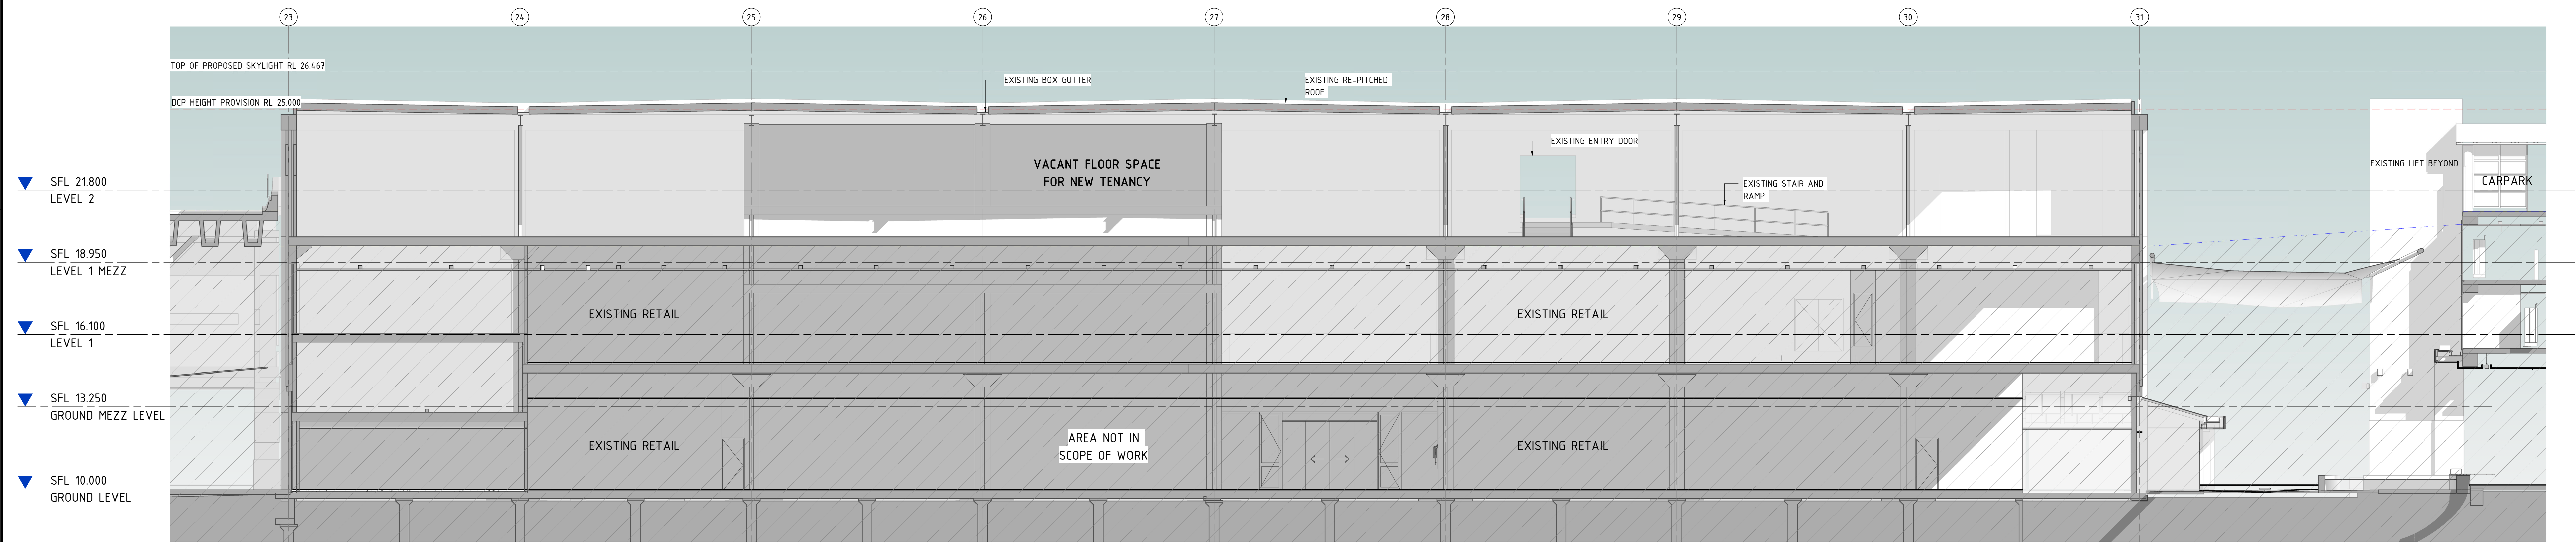 23
24
25
26
27
28
29
30
31
TOP OF PROPOSED SKYLIGHT RL 26.467
EXISTING BOX GUTTER
EXISTING RE-PITCHED
ROOF
DCP HEIGHT PROVISION RL 25.000
EXISTING ENTRY DOOR
VACANT FLOOR SPACE
FOR NEW TENANCY
EXISTING LIFT BEYOND
CARPARK
EXISTING STAIR AND
RAMP
SFL 21.800
LEVEL 2
SFL 18.950
LEVEL 1 MEZZ
EXISTING RETAIL
EXISTING RETAIL
SFL 16.100
LEVEL 1
SFL 13.250
GROUND MEZZ LEVEL
EXISTING RETAIL
AREA NOT IN
SCOPE OF WORK
EXISTING RETAIL
SFL 10.000
GROUND LEVEL